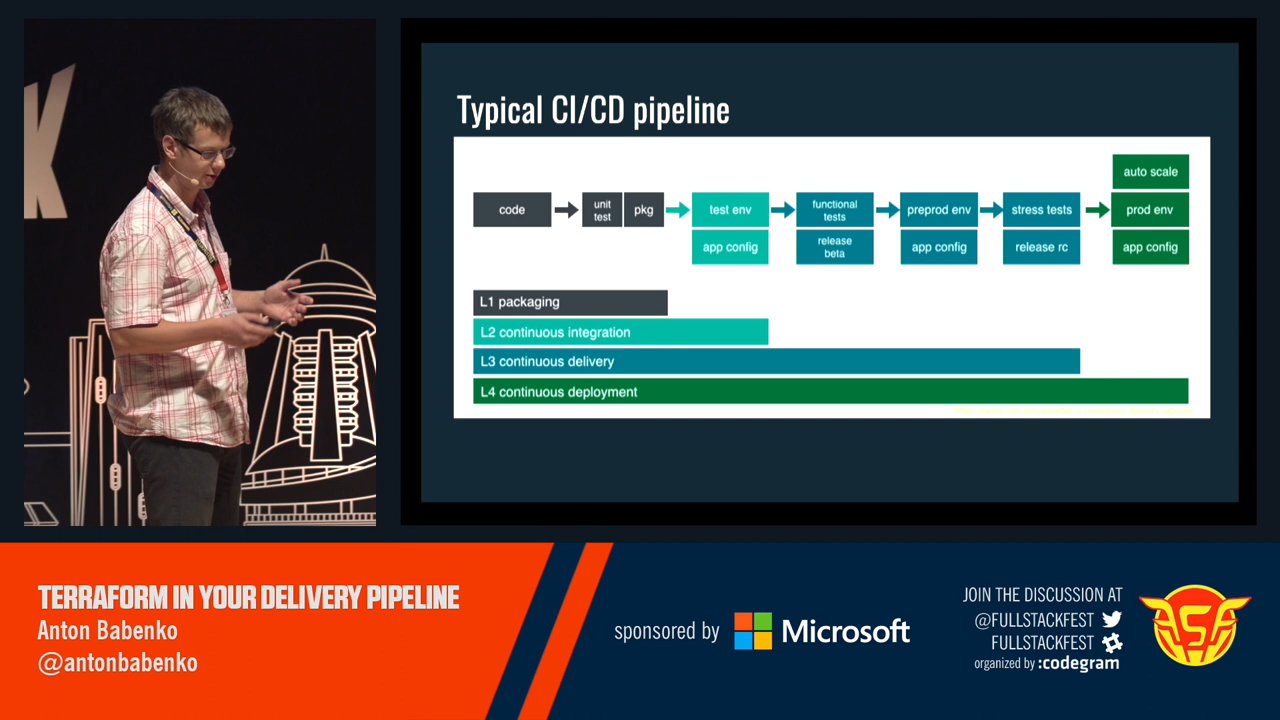 K
Typical CI/CD pipeline
auto scale
code
unit
test
pkg
test env
functional
tests
preprod env
stress tests
prod env
app config
release
beta
app config
release rc
app config
L1 packaging
L2 continuous integration
L3 continuous delivery
L4 continuous deployment
TERRAFORM IN YOUR DELIVERY PIPELINE
Anton Babenko
@antonbabenko
sponsored by
Microsoft
JOIN THE DISCUSSION AT
@FULLSTACKFEST
FULLSTACKFEST
organized by :codegram
FSF